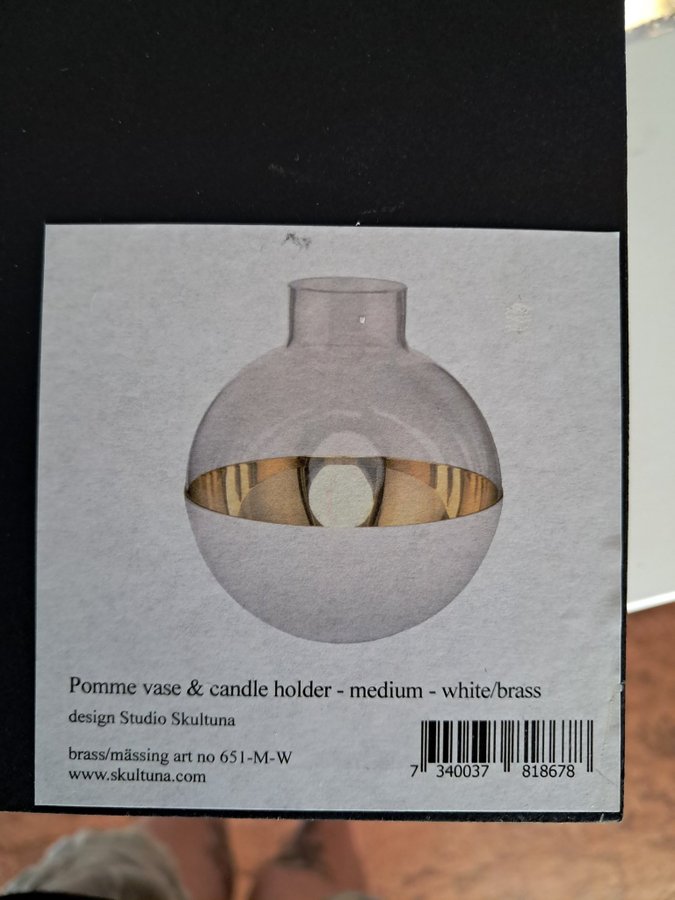 Pomme vase & candle holder - medium - white/brass
design Studio Skultuna
brass/mässing art no 651-M-W
www.skultuna.com
7 340037 818678